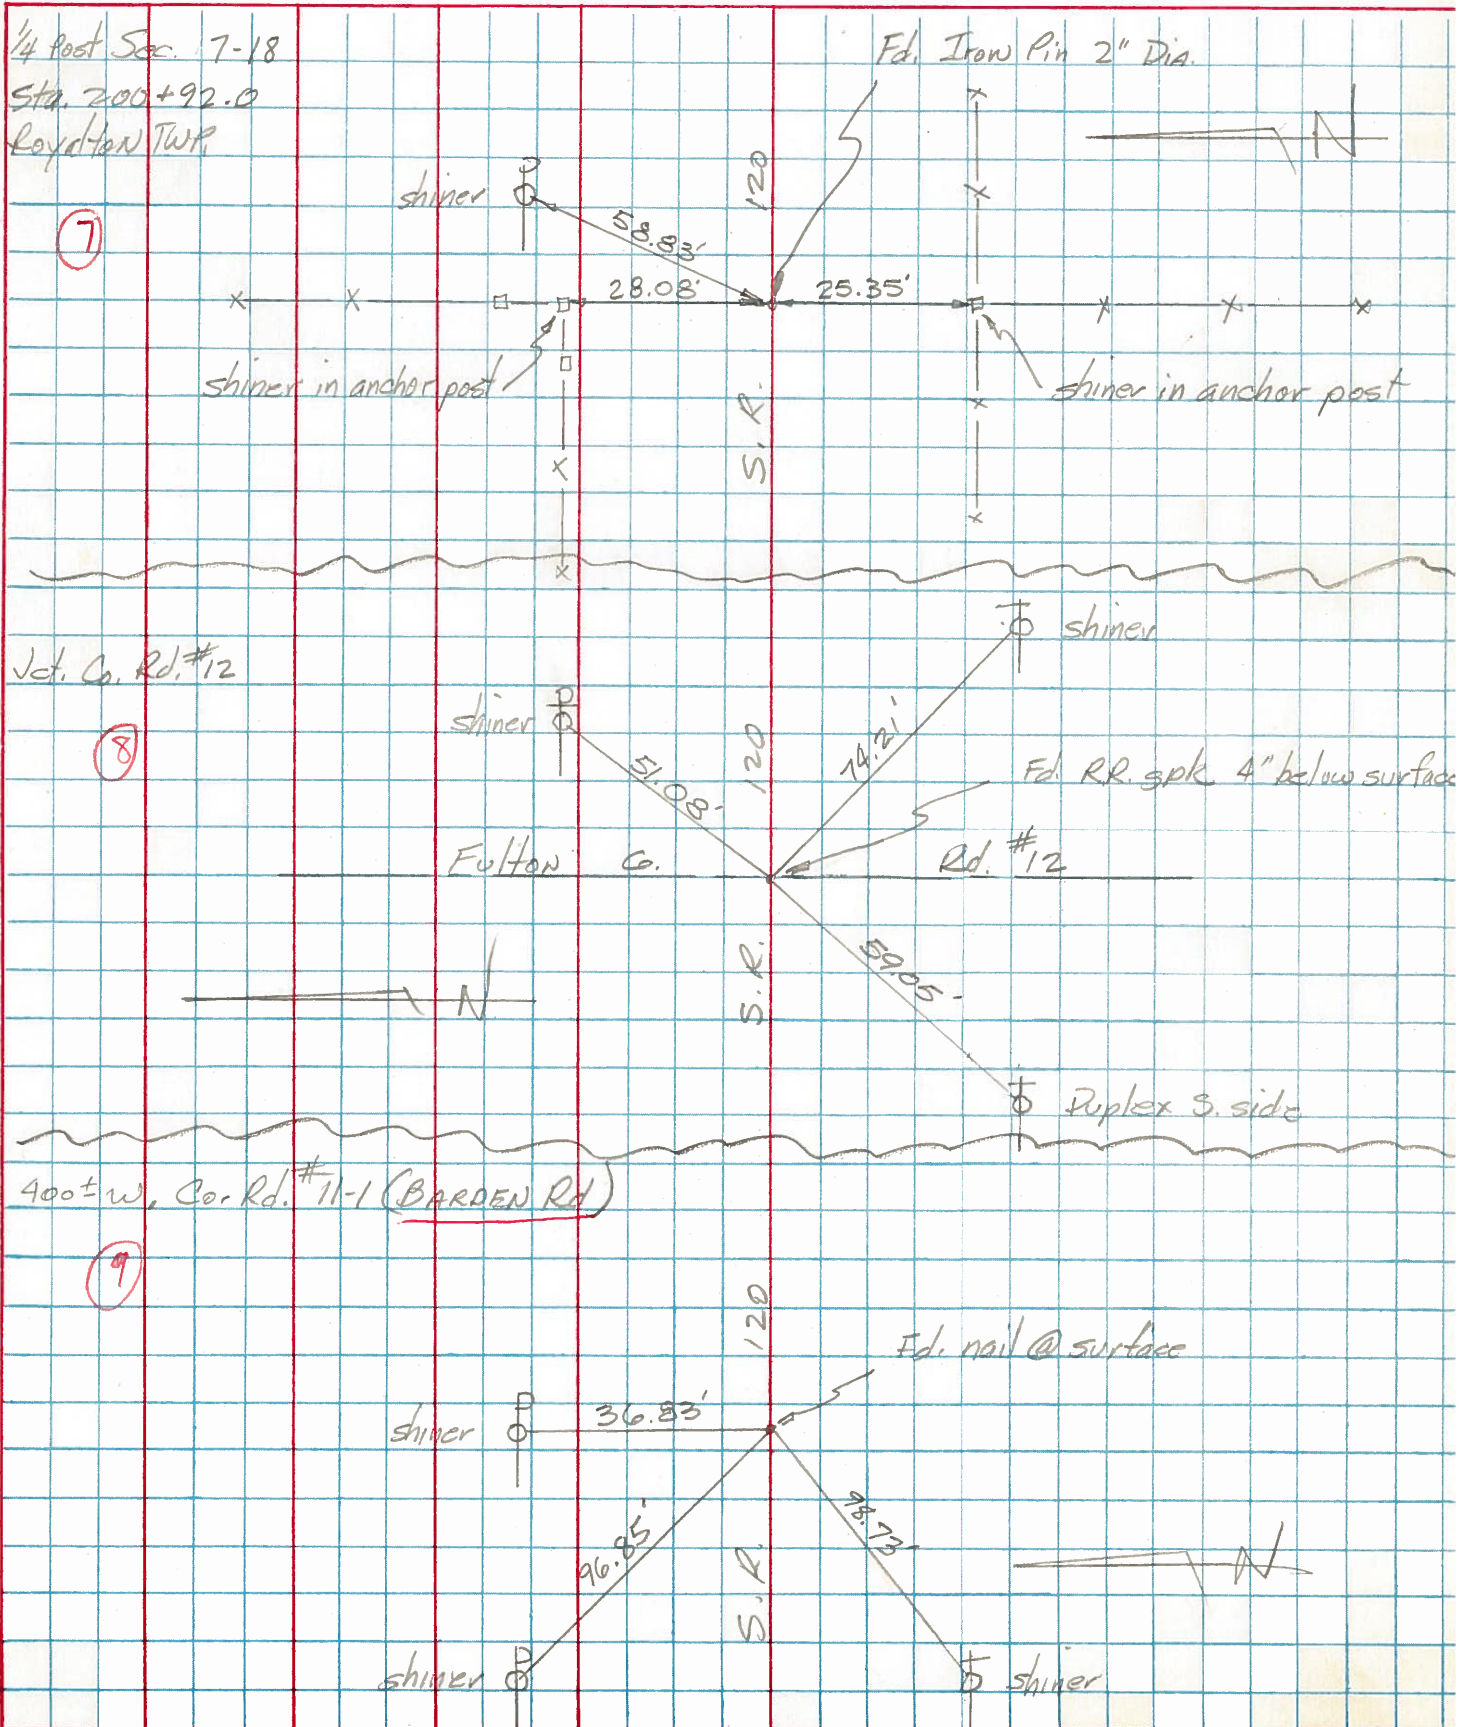 1/4 Post Sec. 7-18
Sta. 200+92.0
Royalton TWP.
7
Fd. Iron Pin 2" Dia.
N
shiner
58.83'
120
28.08'
25.35'
shiner in anchor post
shiner in anchor post
S. R.
Jct. Co. Rd. #12
8
shiner
shiner
51.08'
120
74.21'
Fd. RR. spk 4" below surface
Fulton Co. Rd. #12
S. R.
59.05'
N
Duplex S. side
400± W. Co. Rd. #11-1 (BARDEN Rd)
9
120
Fd. nail @ surface
shiner
36.83'
96.85'
98.73'
S. R.
N
shiner
shiner